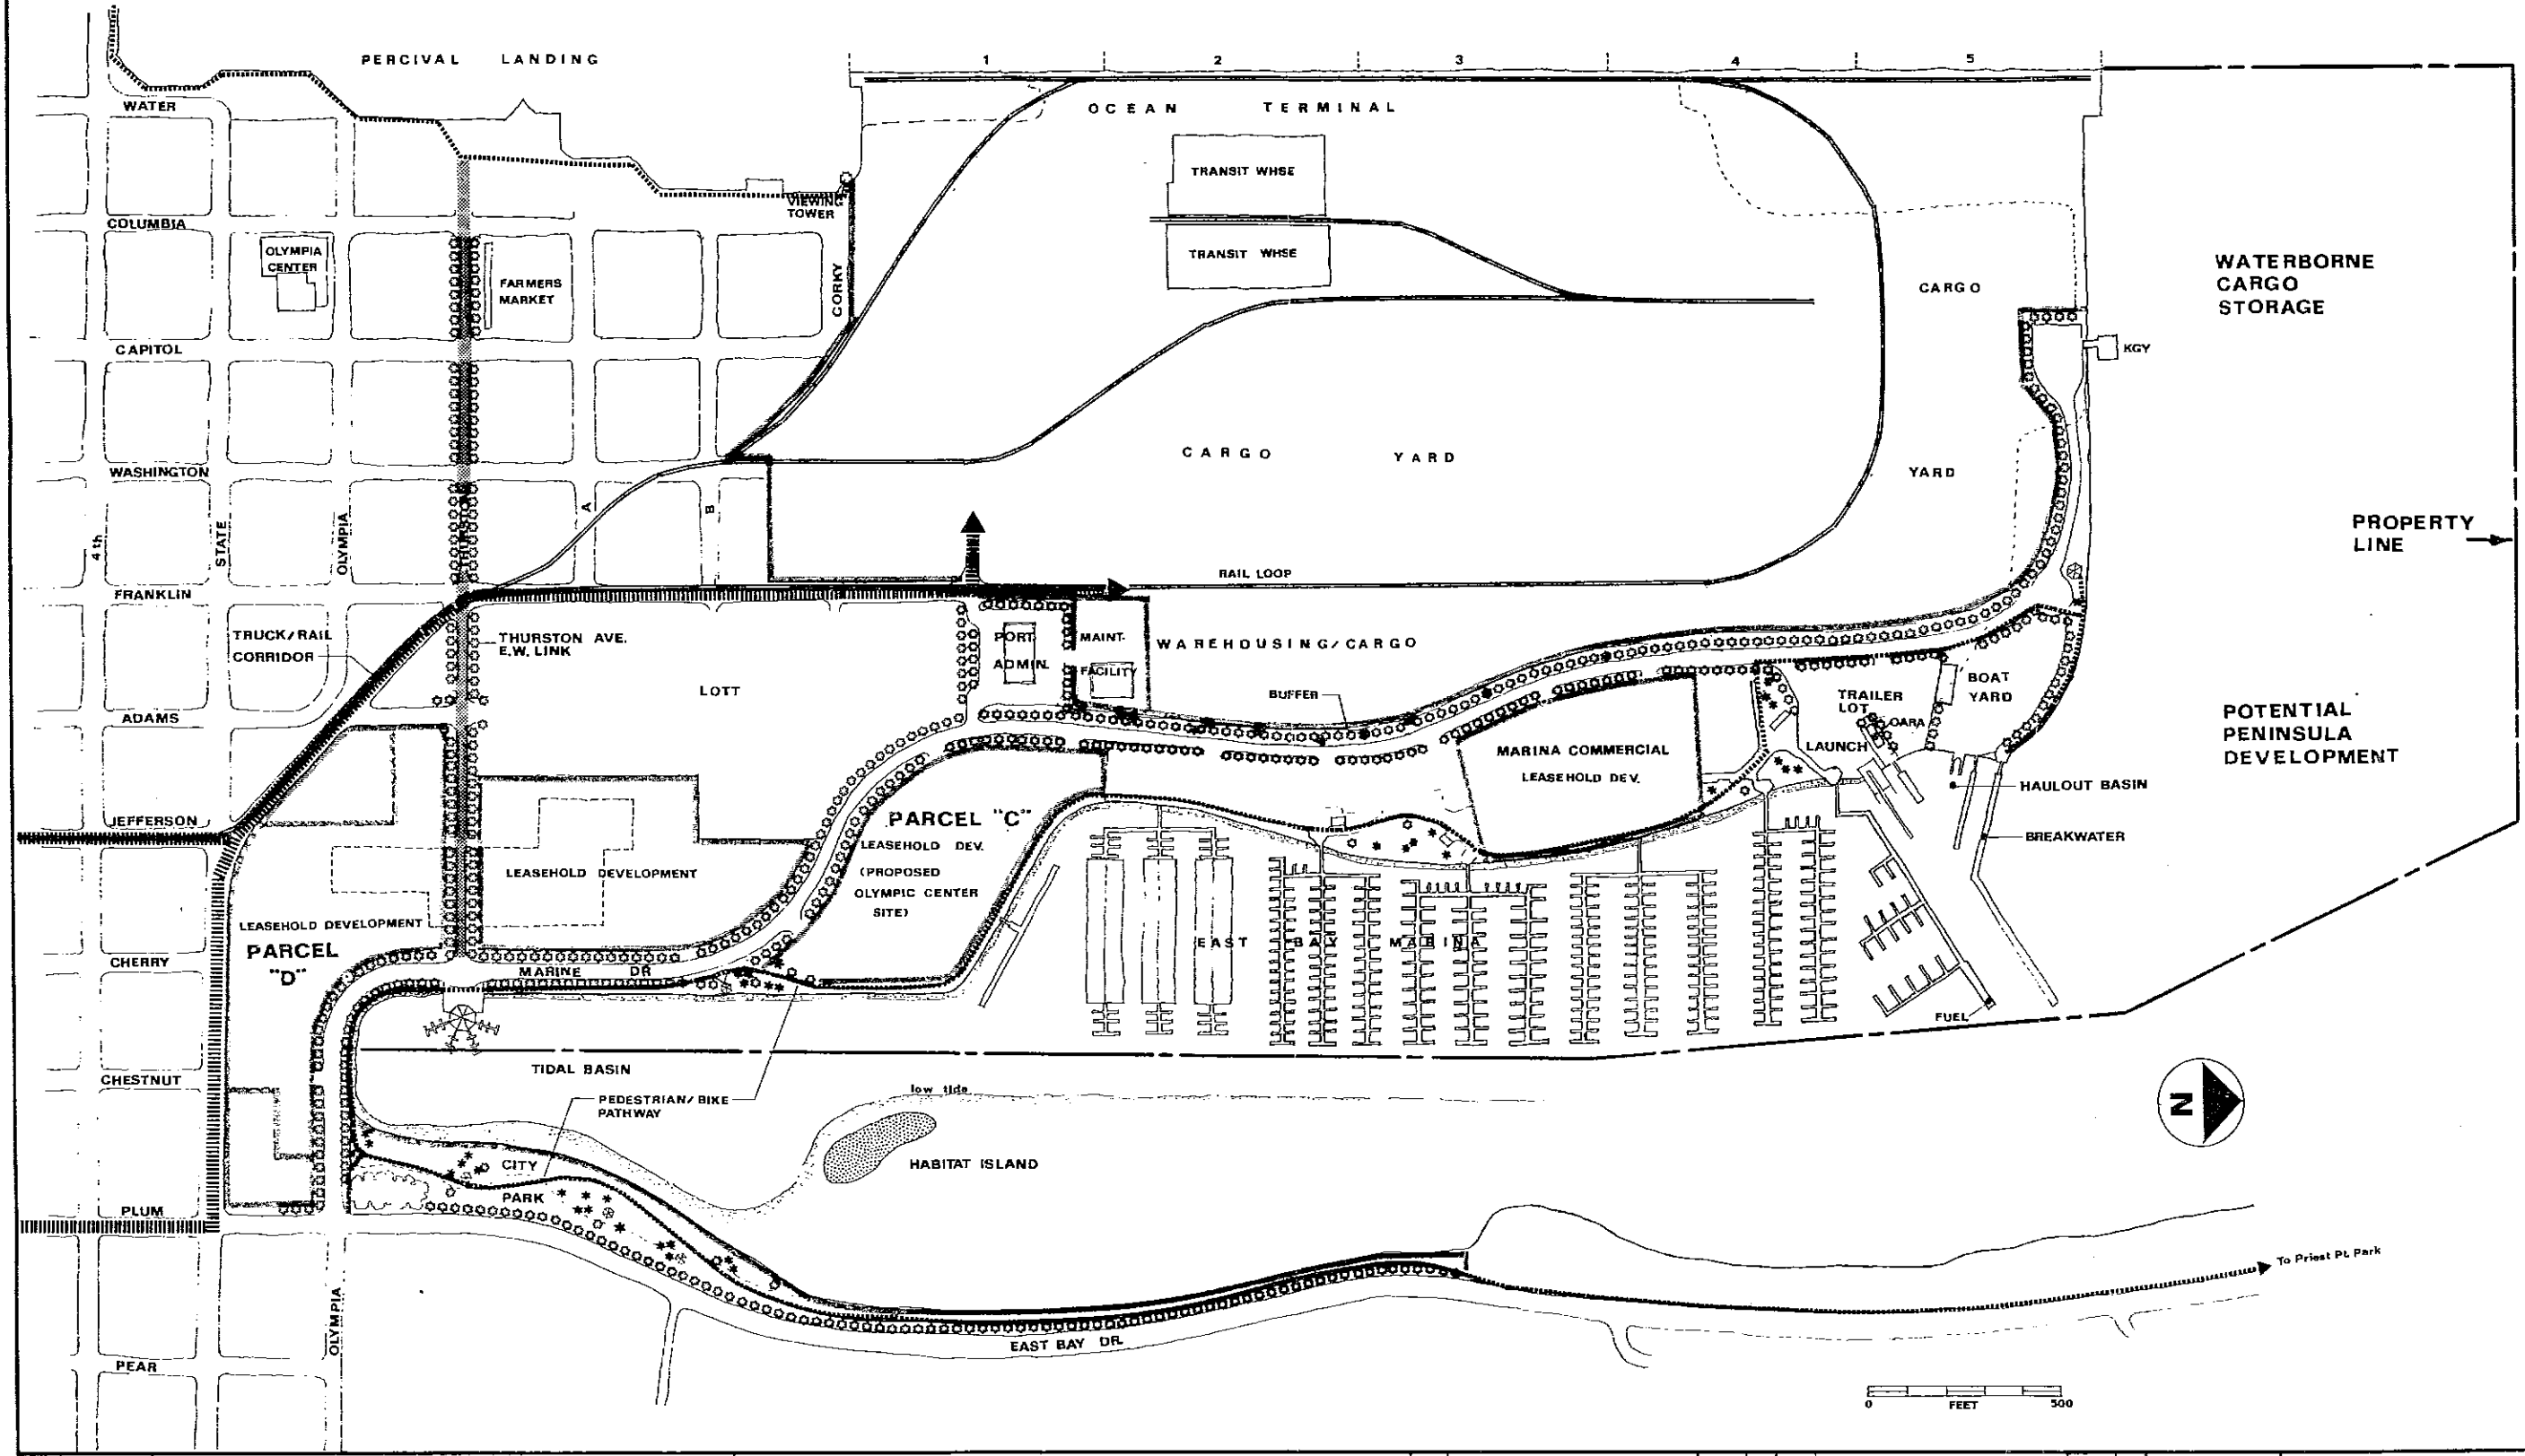 PERCIVAL LANDING
1 2 3 4 5
WATER
OCEAN TERMINAL
TRANSIT WHSE
VIEWING
TOWER
COLUMBIA
OLYMPIA
CENTER
FARMERS
MARKET
CORKY
TRANSIT WHSE
CARGO
WATERBORNE
CARGO
STORAGE
CAPITOL
KGY
WASHINGTON
CARGO YARD
YARD
4th
STATE
OLYMPIA
THURSTON
A
B
PROPERTY
LINE
RAIL LOOP
FRANKLIN
TRUCK/RAIL
CORRIDOR
THURSTON AVE.
E.W. LINK
PORT
ADMIN.
MAINT.
FACILITY
WAREHOUSING/CARGO
LOTT
BUFFER
TRAILER
LOT
OARA
BOAT
YARD
ADAMS
LAUNCH
MARINA COMMERCIAL
LEASEHOLD DEV.
POTENTIAL
PENINSULA
DEVELOPMENT
HAULOUT BASIN
JEFFERSON
PARCEL "C"
LEASEHOLD DEV.
(PROPOSED
OLYMPIC CENTER
SITE)
BREAKWATER
LEASEHOLD DEVELOPMENT
LEASEHOLD DEVELOPMENT
PARCEL
"D"
EAST BAY MARINA
CHERRY
MARINE DR
FUEL
TIDAL BASIN
CHESTNUT
low tide
PEDESTRIAN/BIKE
PATHWAY
N
CITY
PARK
HABITAT ISLAND
PLUM
To Priest Pt. Park
OLYMPIA
EAST BAY DR.
PEAR
0 FEET 500